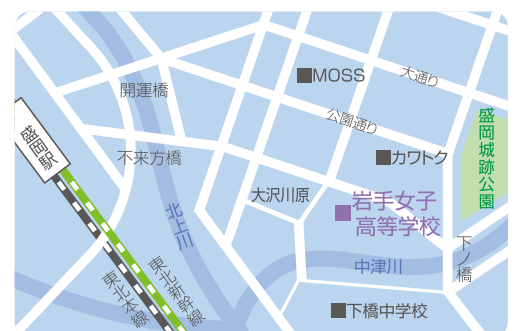 MOSS
大通り
開運橋
公園通り
盛岡城跡公園
盛岡駅
不来方橋
カワトク
大沢川原
岩手女子
高等学校
北上川
下ノ橋
中津川
東北新幹線
東北本線
下橋中学校